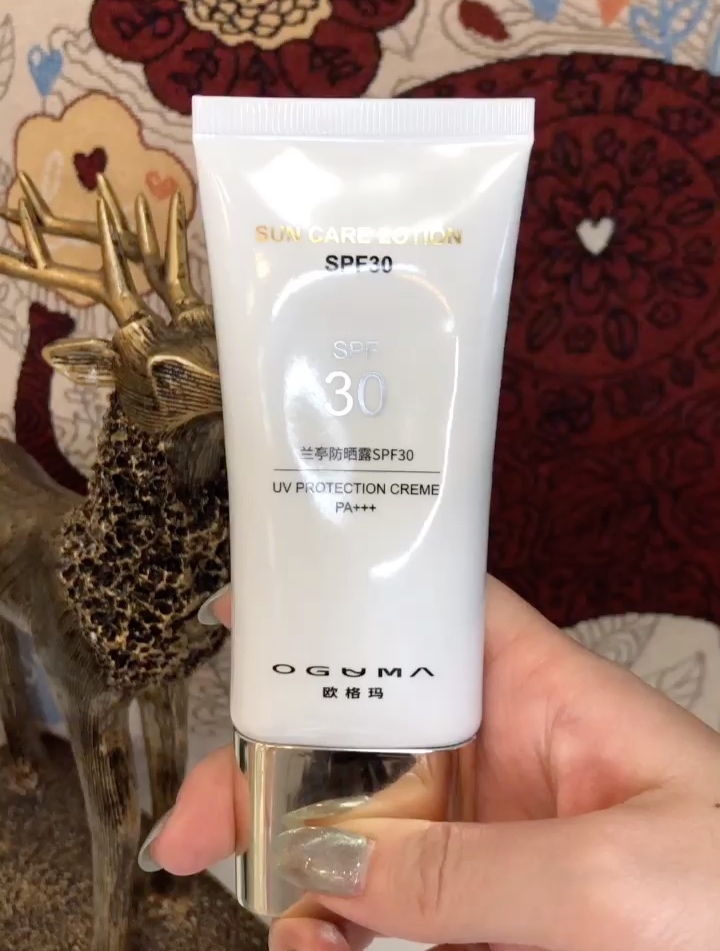 SUN CARE LOTION
SPF30
SPF
30
兰亭防晒露SPF30
UV PROTECTION CREME
PA+++
OGUMA
欧格玛